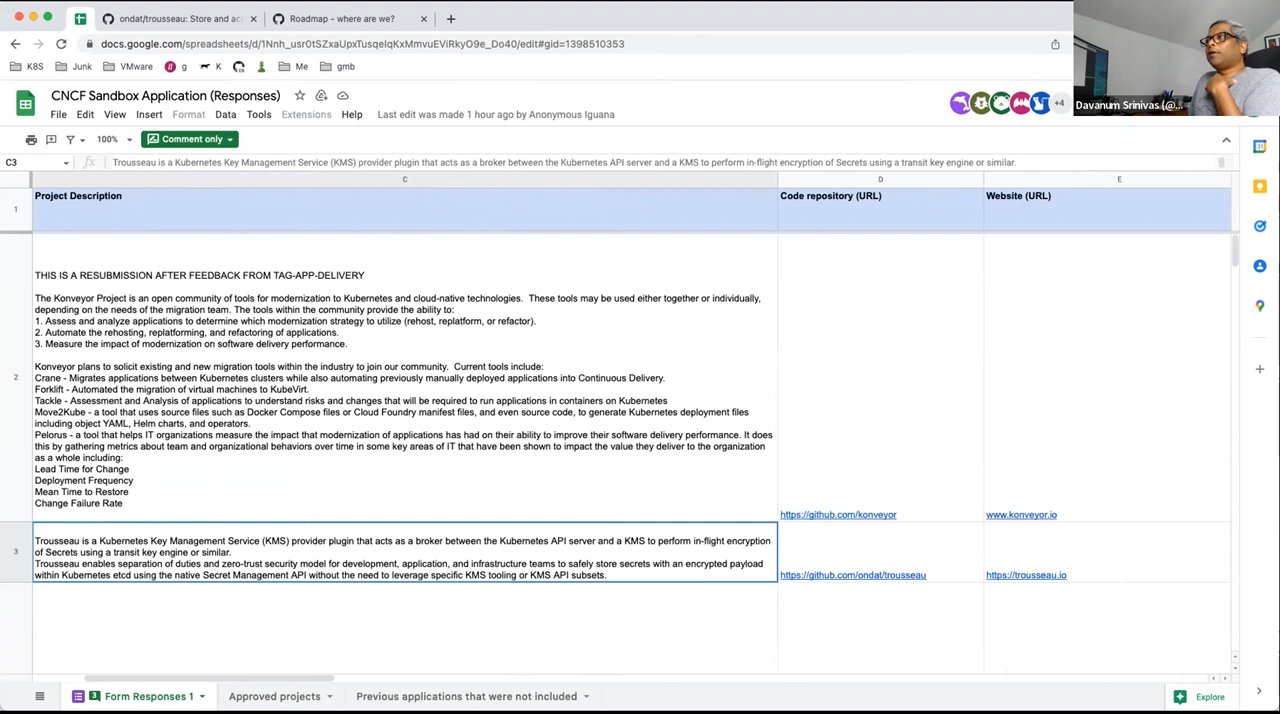 ondat/trousseau: Store and acc
Roadmap - where are we?
docs.google.com/spreadsheets/d/1Nnh_usr0tSZxaUpxTusqeIqKxMmvuEViRkyO9e_Do40/edit#gid=1398510353
K8S
Junk
VMware
g
K
Me
gmb
CNCF Sandbox Application (Responses)
File Edit View Insert Format Data Tools Extensions Help Last edit was made 1 hour ago by Anonymous Iguana
+4
Davanum Srinivas (@...
100%
Comment only
C3
fx
Trousseau is a Kubernetes Key Management Service (KMS) provider plugin that acts as a broker between the Kubernetes API server and a KMS to perform in-flight encryption of Secrets using a transit key engine or similar.
C
D
E
1
Project Description
Code repository (URL)
Website (URL)
THIS IS A RESUBMISSION AFTER FEEDBACK FROM TAG-APP-DELIVERY
The Konveyor Project is an open community of tools for modernization to Kubernetes and cloud-native technologies. These tools may be used either together or individually,
depending on the needs of the migration team. The tools within the community provide the ability to:
1. Assess and analyze applications to determine which modernization strategy to utilize (rehost, replatform, or refactor).
2. Automate the rehosting, replatforming, and refactoring of applications.
3. Measure the impact of modernization on software delivery performance.
Konveyor plans to solicit existing and new migration tools within the industry to join our community. Current tools include:
2
Crane - Migrates applications between Kubernetes clusters while also automating previously manually deployed applications into Continuous Delivery.
Forklift - Automated the migration of virtual machines to KubeVirt.
Tackle - Assessment and Analysis of applications to understand risks and changes that will be required to run applications in containers on Kubernetes
Move2Kube - a tool that uses source files such as Docker Compose files or Cloud Foundry manifest files, and even source code, to generate Kubernetes deployment files
including object YAML, Helm charts, and operators.
Pelorus - a tool that helps IT organizations measure the impact that modernization of applications has had on their ability to improve their software delivery performance. It does
this by gathering metrics about team and organizational behaviors over time in some key areas of IT that have been shown to impact the value they deliver to the organization
as a whole including:
Lead Time for Change
Deployment Frequency
Mean Time to Restore
Change Failure Rate
https://github.com/konveyor
www.konveyor.io
3
Trousseau is a Kubernetes Key Management Service (KMS) provider plugin that acts as a broker between the Kubernetes API server and a KMS to perform in-flight encryption
of Secrets using a transit key engine or similar.
Trousseau enables separation of duties and zero-trust security model for development, application, and infrastructure teams to safely store secrets with an encrypted payload
within Kubernetes etcd using the native Secret Management API without the need to leverage specific KMS tooling or KMS API subsets.
https://github.com/ondat/trousseau
https://trousseau.io
3 Form Responses 1
Approved projects
Previous applications that were not included
Explore